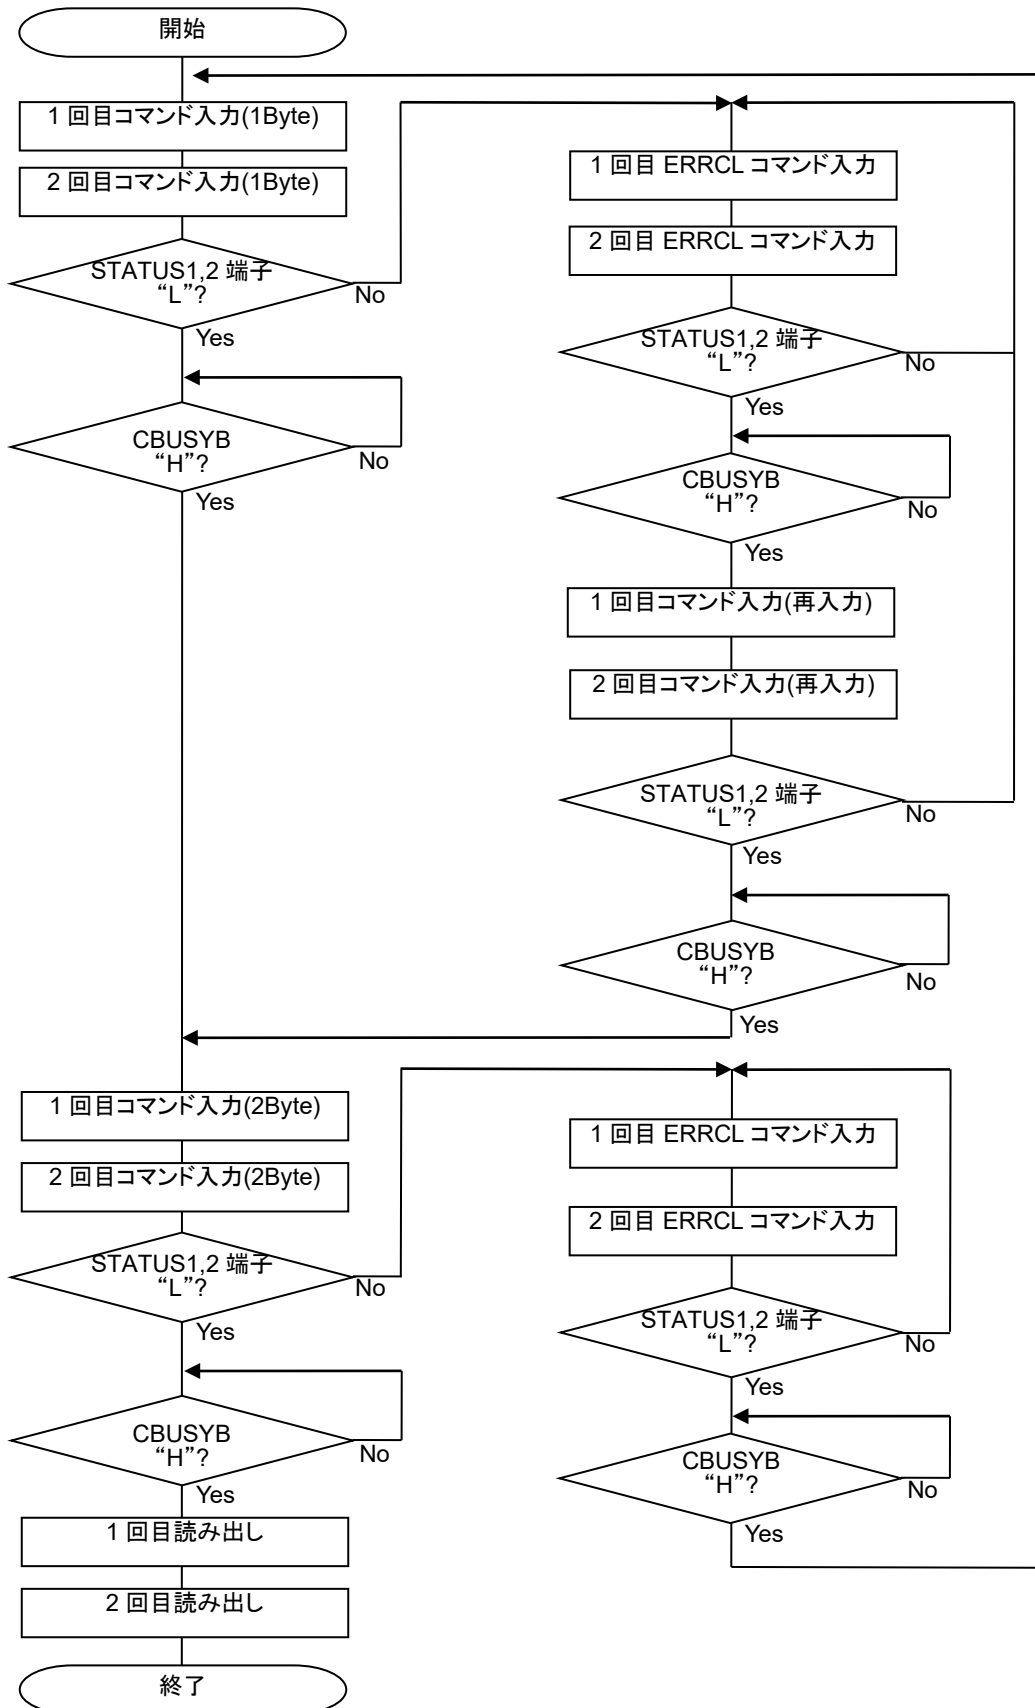 開始
1 回目コマンド入力(1Byte)
2 回目コマンド入力(1Byte)
STATUS1,2 端子
“L”?
No
Yes
CBUSYB
“H”?
No
Yes
1 回目 ERRCL コマンド入力
2 回目 ERRCL コマンド入力
STATUS1,2 端子
“L”?
No
Yes
CBUSYB
“H”?
No
Yes
1 回目コマンド入力(再入力)
2 回目コマンド入力(再入力)
STATUS1,2 端子
“L”?
No
Yes
CBUSYB
“H”?
No
Yes
1 回目コマンド入力(2Byte)
2 回目コマンド入力(2Byte)
STATUS1,2 端子
“L”?
No
Yes
CBUSYB
“H”?
No
Yes
1 回目読み出し
2 回目読み出し
終了
1 回目 ERRCL コマンド入力
2 回目 ERRCL コマンド入力
STATUS1,2 端子
“L”?
No
Yes
CBUSYB
“H”?
No
Yes